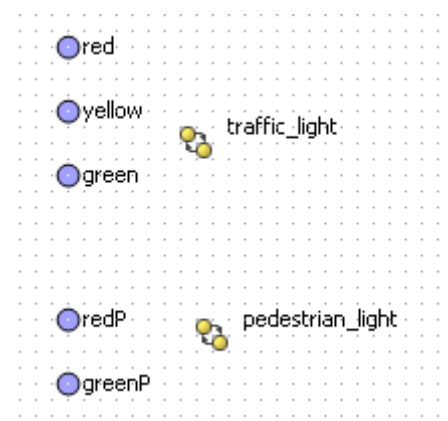 red
yellow
traffic_light
green
redP
pedestrian_light
greenP